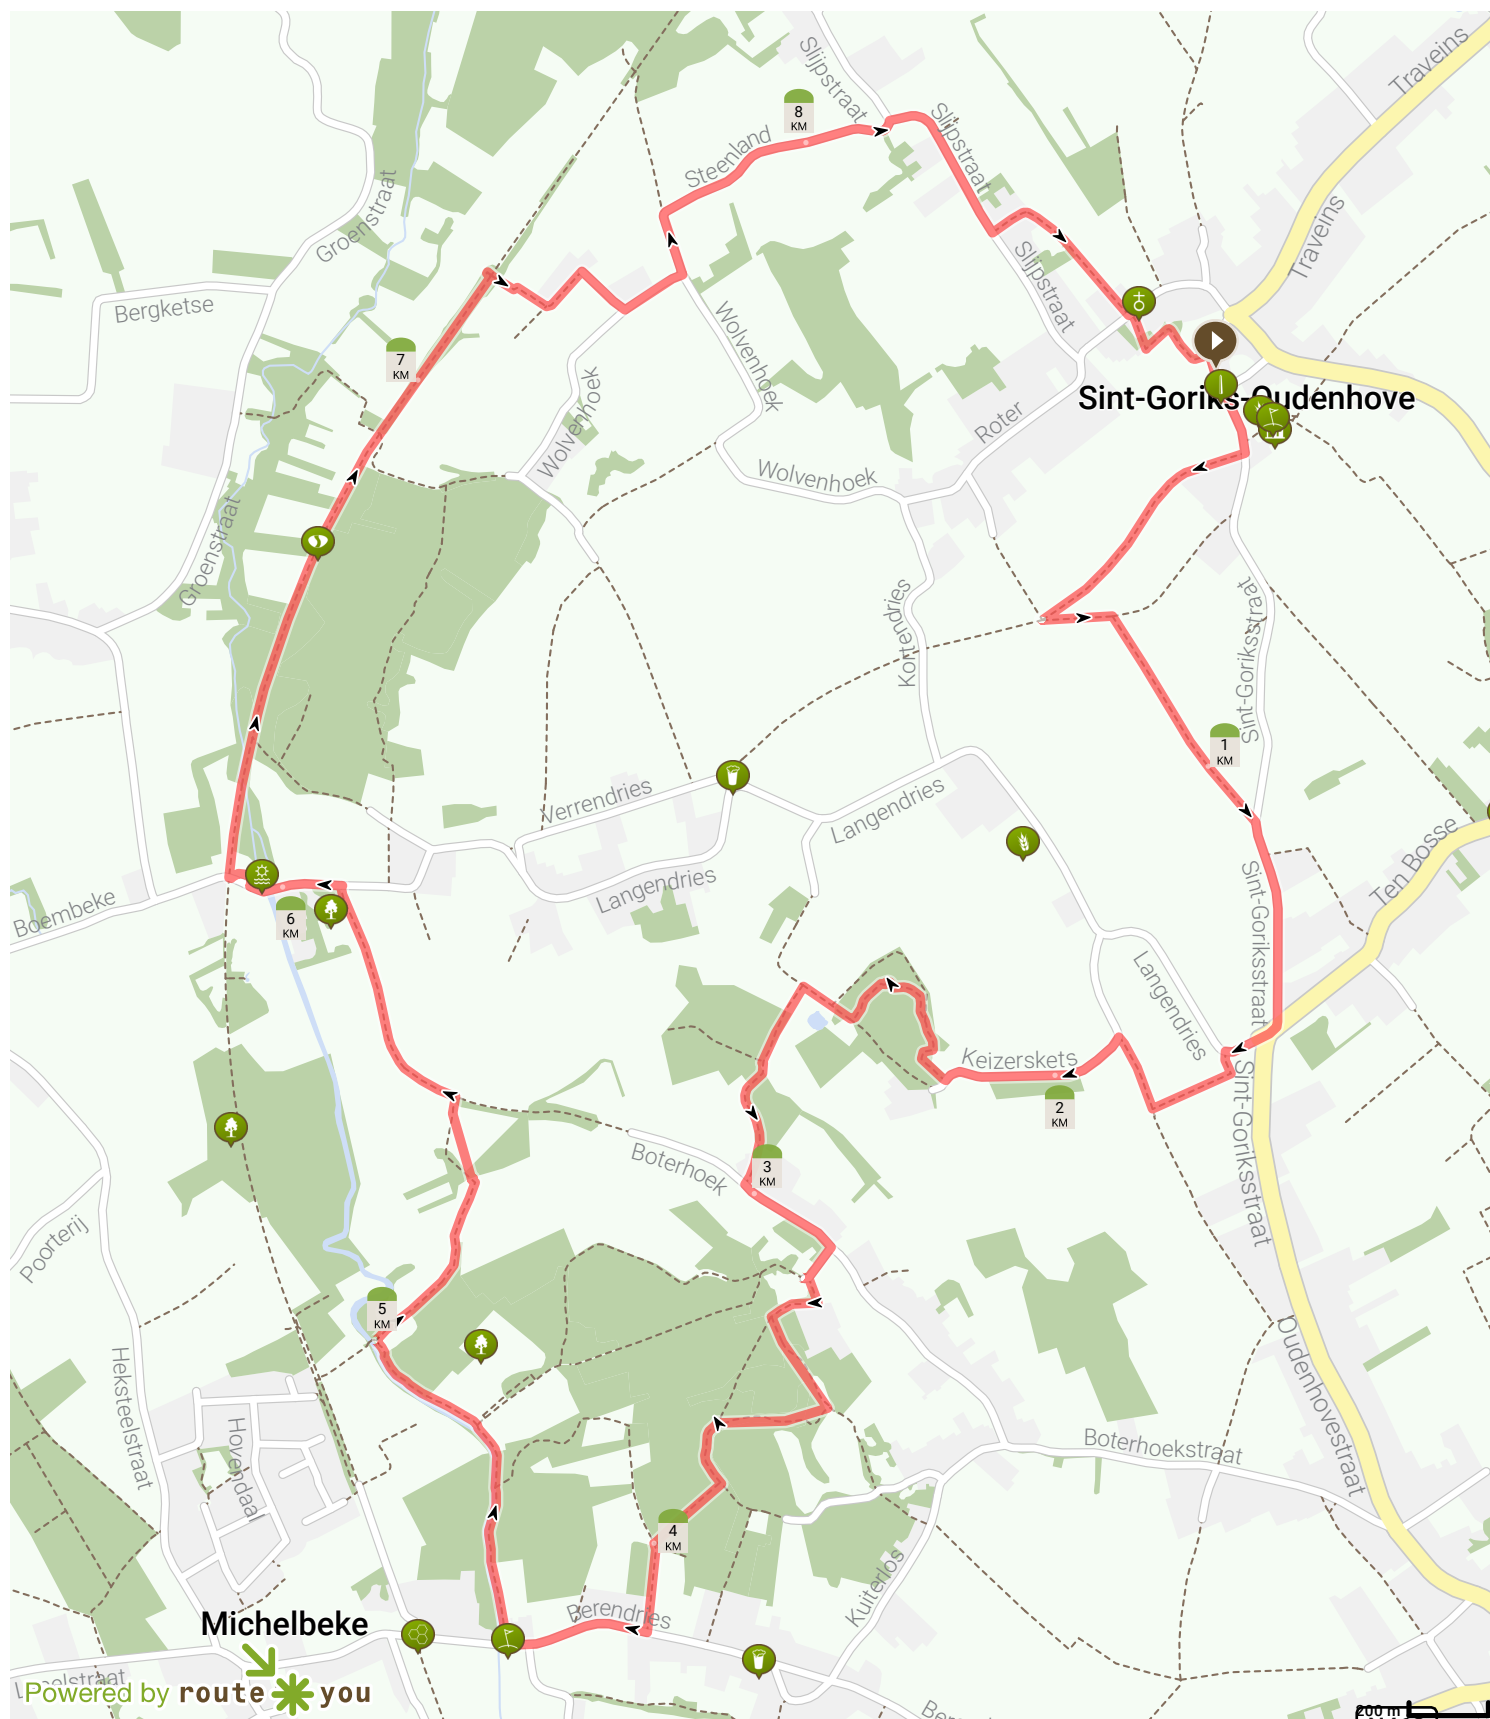 Slijpstraat
Traveins
8
KM
Slijpstraat
Steenland
Groenstraat
Traveins
Slijpstraat
Bergketse
Wolvenhoek
7
KM
Wolvenhoek
Sint-Goriks-Oudenhove
Roter
Wolvenhoek
Groenstraat
Kortendries
Sint-Goriksstraat
1
KM
Verrendries
Langendries
Ten Bosse
Langendries
Boembeke
6
KM
Sint-Goriksstraat
Langendries
Keizerskets
2
KM
Sint-Goriksstraat
Boterhoek
3
KM
Poorterij
5
KM
Heksteelstraat
Oudenhovestraat
Hovendaal
Boterhoekstraat
4
KM
Kuiterlos
Berendries
Michelbeke
Powered by routeyou
200 m